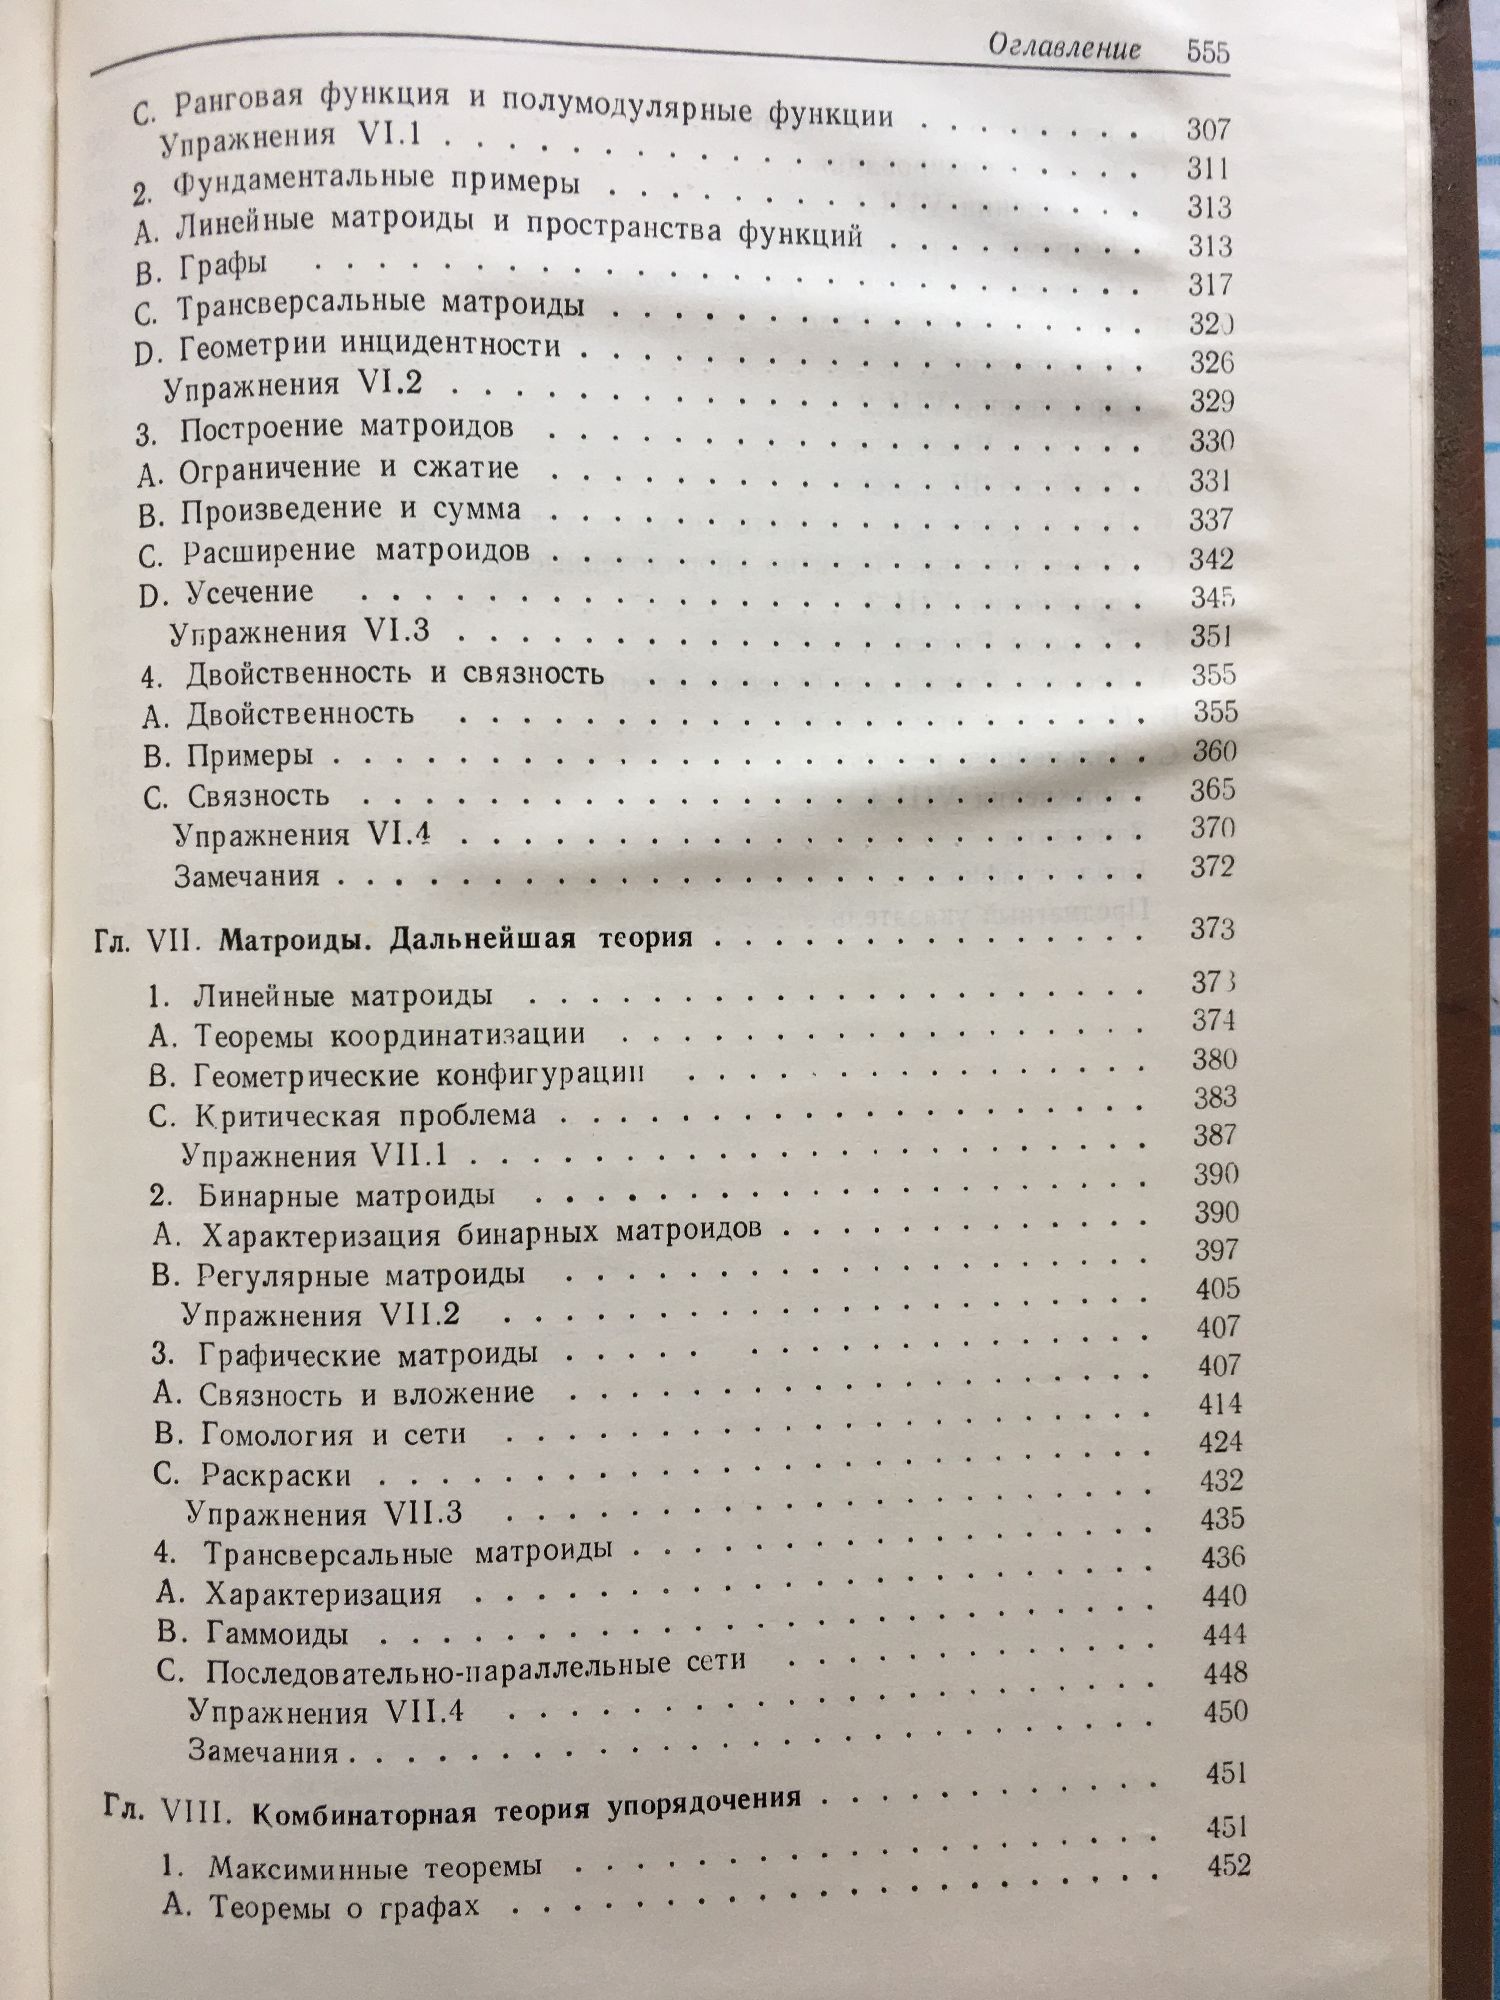 Оглавление 555
C. Ранговая функция и полумодулярные функции . . . . . . . . 307
Упражнения VI.1 . . . . . . . . . . . . . . . . . . . . 311
2. Фундаментальные примеры . . . . . . . . . . . . . . . . 313
A. Линейные матроиды и пространства функций . . . . . . . . 313
B. Графы . . . . . . . . . . . . . . . . . . . . 317
C. Трансверсальные матроиды . . . . . . . . . . . . . . . . 320
D. Геометрии инцидентности . . . . . . . . . . . . . . . . 326
Упражнения VI.2 . . . . . . . . . . . . . . . . . . . . 329
3. Построение матроидов . . . . . . . . . . . . . . . . 330
A. Ограничение и сжатие . . . . . . . . . . . . . . . . 331
B. Произведение и сумма . . . . . . . . . . . . . . . . 337
C. Расширение матроидов . . . . . . . . . . . . . . . . 342
D. Усечение . . . . . . . . . . . . . . . . . . . . 345
Упражнения VI.3 . . . . . . . . . . . . . . . . . . . . 351
4. Двойственность и связность . . . . . . . . . . . . . . . . 355
A. Двойственность . . . . . . . . . . . . . . . . . . . . 355
B. Примеры . . . . . . . . . . . . . . . . . . . . 360
C. Связность . . . . . . . . . . . . . . . . . . . . 365
Упражнения VI.4 . . . . . . . . . . . . . . . . . . . . 370
Замечания . . . . . . . . . . . . . . . . . . . . 372
Гл. VII. Матроиды. Дальнейшая теория . . . . . . . . . . . . 373
1. Линейные матроиды . . . . . . . . . . . . . . . . 373
A. Теоремы координатизации . . . . . . . . . . . . . . . . 374
B. Геометрические конфигурации . . . . . . . . . . . . . . 380
C. Критическая проблема . . . . . . . . . . . . . . . . 383
Упражнения VII.1 . . . . . . . . . . . . . . . . . . . . 387
2. Бинарные матроиды . . . . . . . . . . . . . . . . 390
A. Характеризация бинарных матроидов . . . . . . . . . . . . 390
B. Регулярные матроиды . . . . . . . . . . . . . . . . 397
Упражнения VII.2 . . . . . . . . . . . . . . . . . . . . 405
3. Графические матроиды . . . . . . . . . . . . . . . . 407
A. Связность и вложение . . . . . . . . . . . . . . . . 407
B. Гомология и сети . . . . . . . . . . . . . . . . 414
C. Раскраски . . . . . . . . . . . . . . . . . . . . 424
Упражнения VII.3 . . . . . . . . . . . . . . . . . . . . 432
4. Трансверсальные матроиды . . . . . . . . . . . . . . . . 435
A. Характеризация . . . . . . . . . . . . . . . . . . . . 436
B. Гаммоиды . . . . . . . . . . . . . . . . . . . . 440
C. Последовательно-параллельные сети . . . . . . . . . . . . 444
Упражнения VII.4 . . . . . . . . . . . . . . . . . . . . 448
Замечания . . . . . . . . . . . . . . . . . . . . 450
Гл. VIII. Комбинаторная теория упорядочения . . . . . . . . . . 451
1. Максиминные теоремы . . . . . . . . . . . . . . . . 451
A. Теоремы о графах . . . . . . . . . . . . . . . . 452